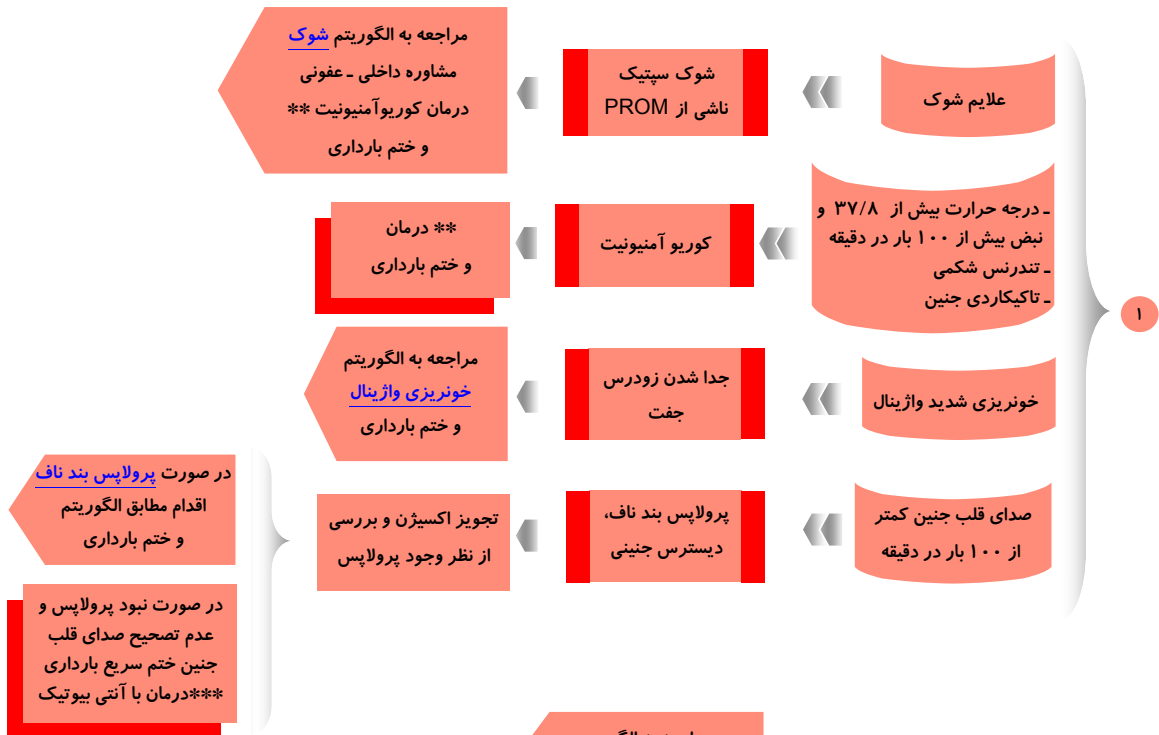 ۱
علایم شوک
شوک سپتیک
ناشی از PROM
مراجعه به الگوریتم شوک
مشاوره داخلی ـ عفونی
درمان کوریوآمنیونیت **
و ختم بارداری
ـ درجه حرارت بیش از ۳۷/۸ و
نبض بیش از ۱۰۰ بار در دقیقه
ـ تندرنس شکمی
ـ تاکیکاردی جنین
کوریو آمنیونیت
** درمان
و ختم بارداری
خونریزی شدید واژینال
جدا شدن زودرس
جفت
مراجعه به الگوریتم
خونریزی واژینال
و ختم بارداری
صدای قلب جنین کمتر
از ۱۰۰ بار در دقیقه
پرولاپس بند ناف،
دیسترس جنینی
تجویز اکسیژن و بررسی
از نظر وجود پرولاپس
در صورت پرولاپس بند ناف
اقدام مطابق الگوریتم
و ختم بارداری
در صورت نبود پرولاپس و
عدم تصحیح صدای قلب
جنین ختم سریع بارداری
***درمان با آنتی بیوتیک